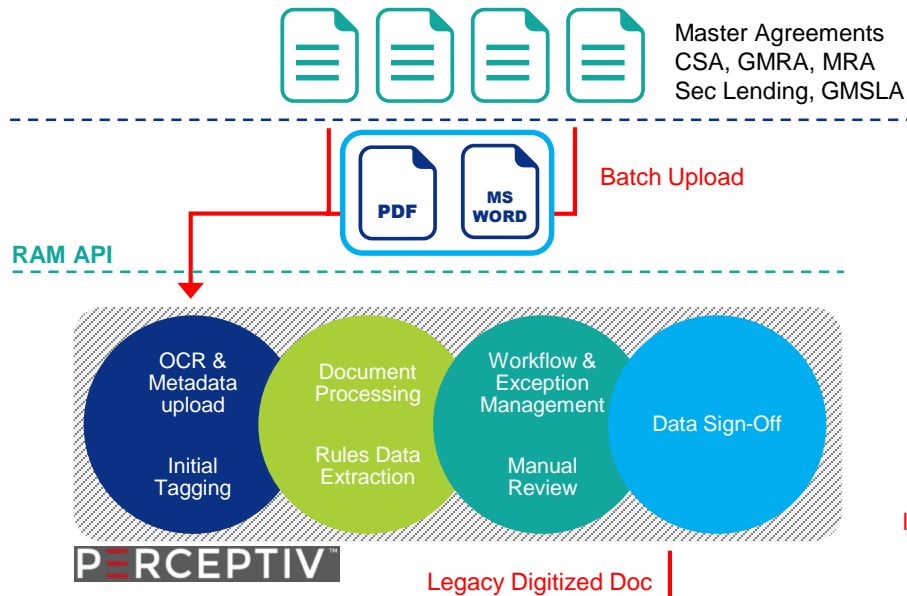 Master Agreements
CSA, GMRA, MRA
Sec Lending, GMSLA
PDF
MS
WORD
Batch Upload
RAM API
OCR &
Metadata
upload
Initial
Tagging
Document
Processing
Rules Data
Extraction
Workflow &
Exception
Management
Manual
Review
Data Sign-Off
PERCEPTIV™
Legacy Digitized Doc